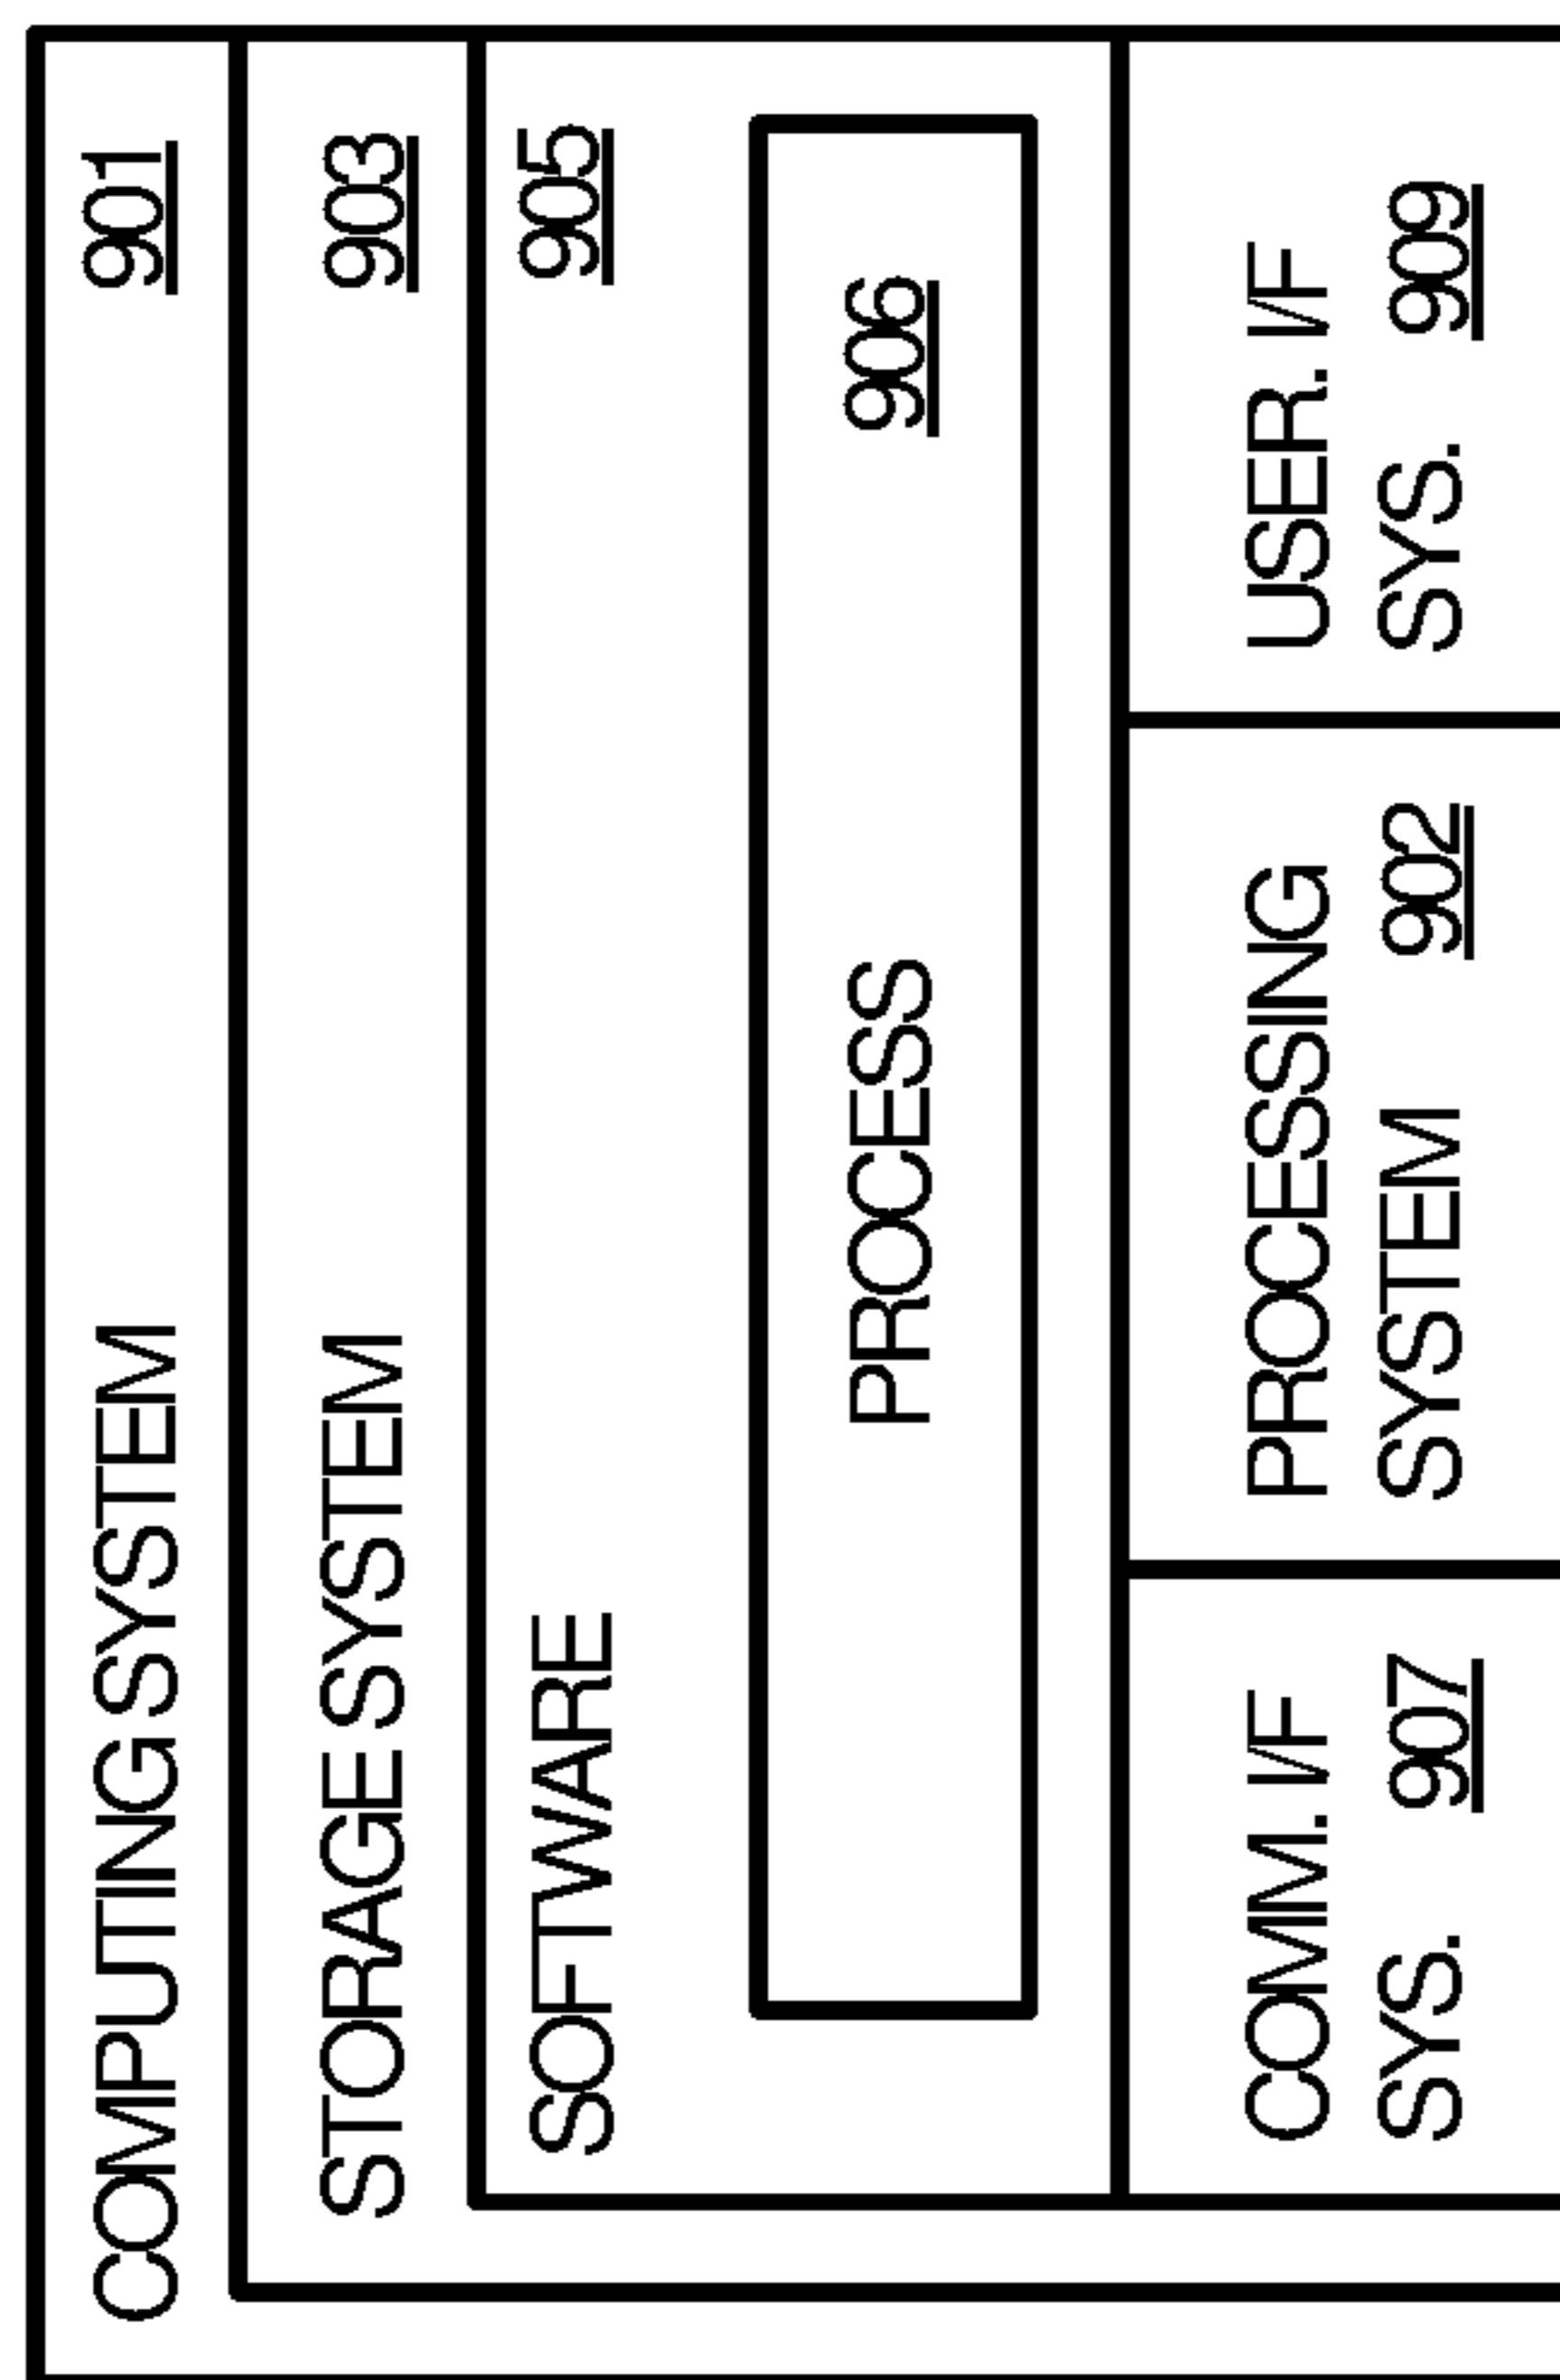 COMPUTING SYSTEM 901
STORAGE SYSTEM 903
SOFTWARE 905
PROCESS 906
COMM. I/F
SYS. 907
PROCESSING
SYSTEM 902
USER. I/F
SYS. 909